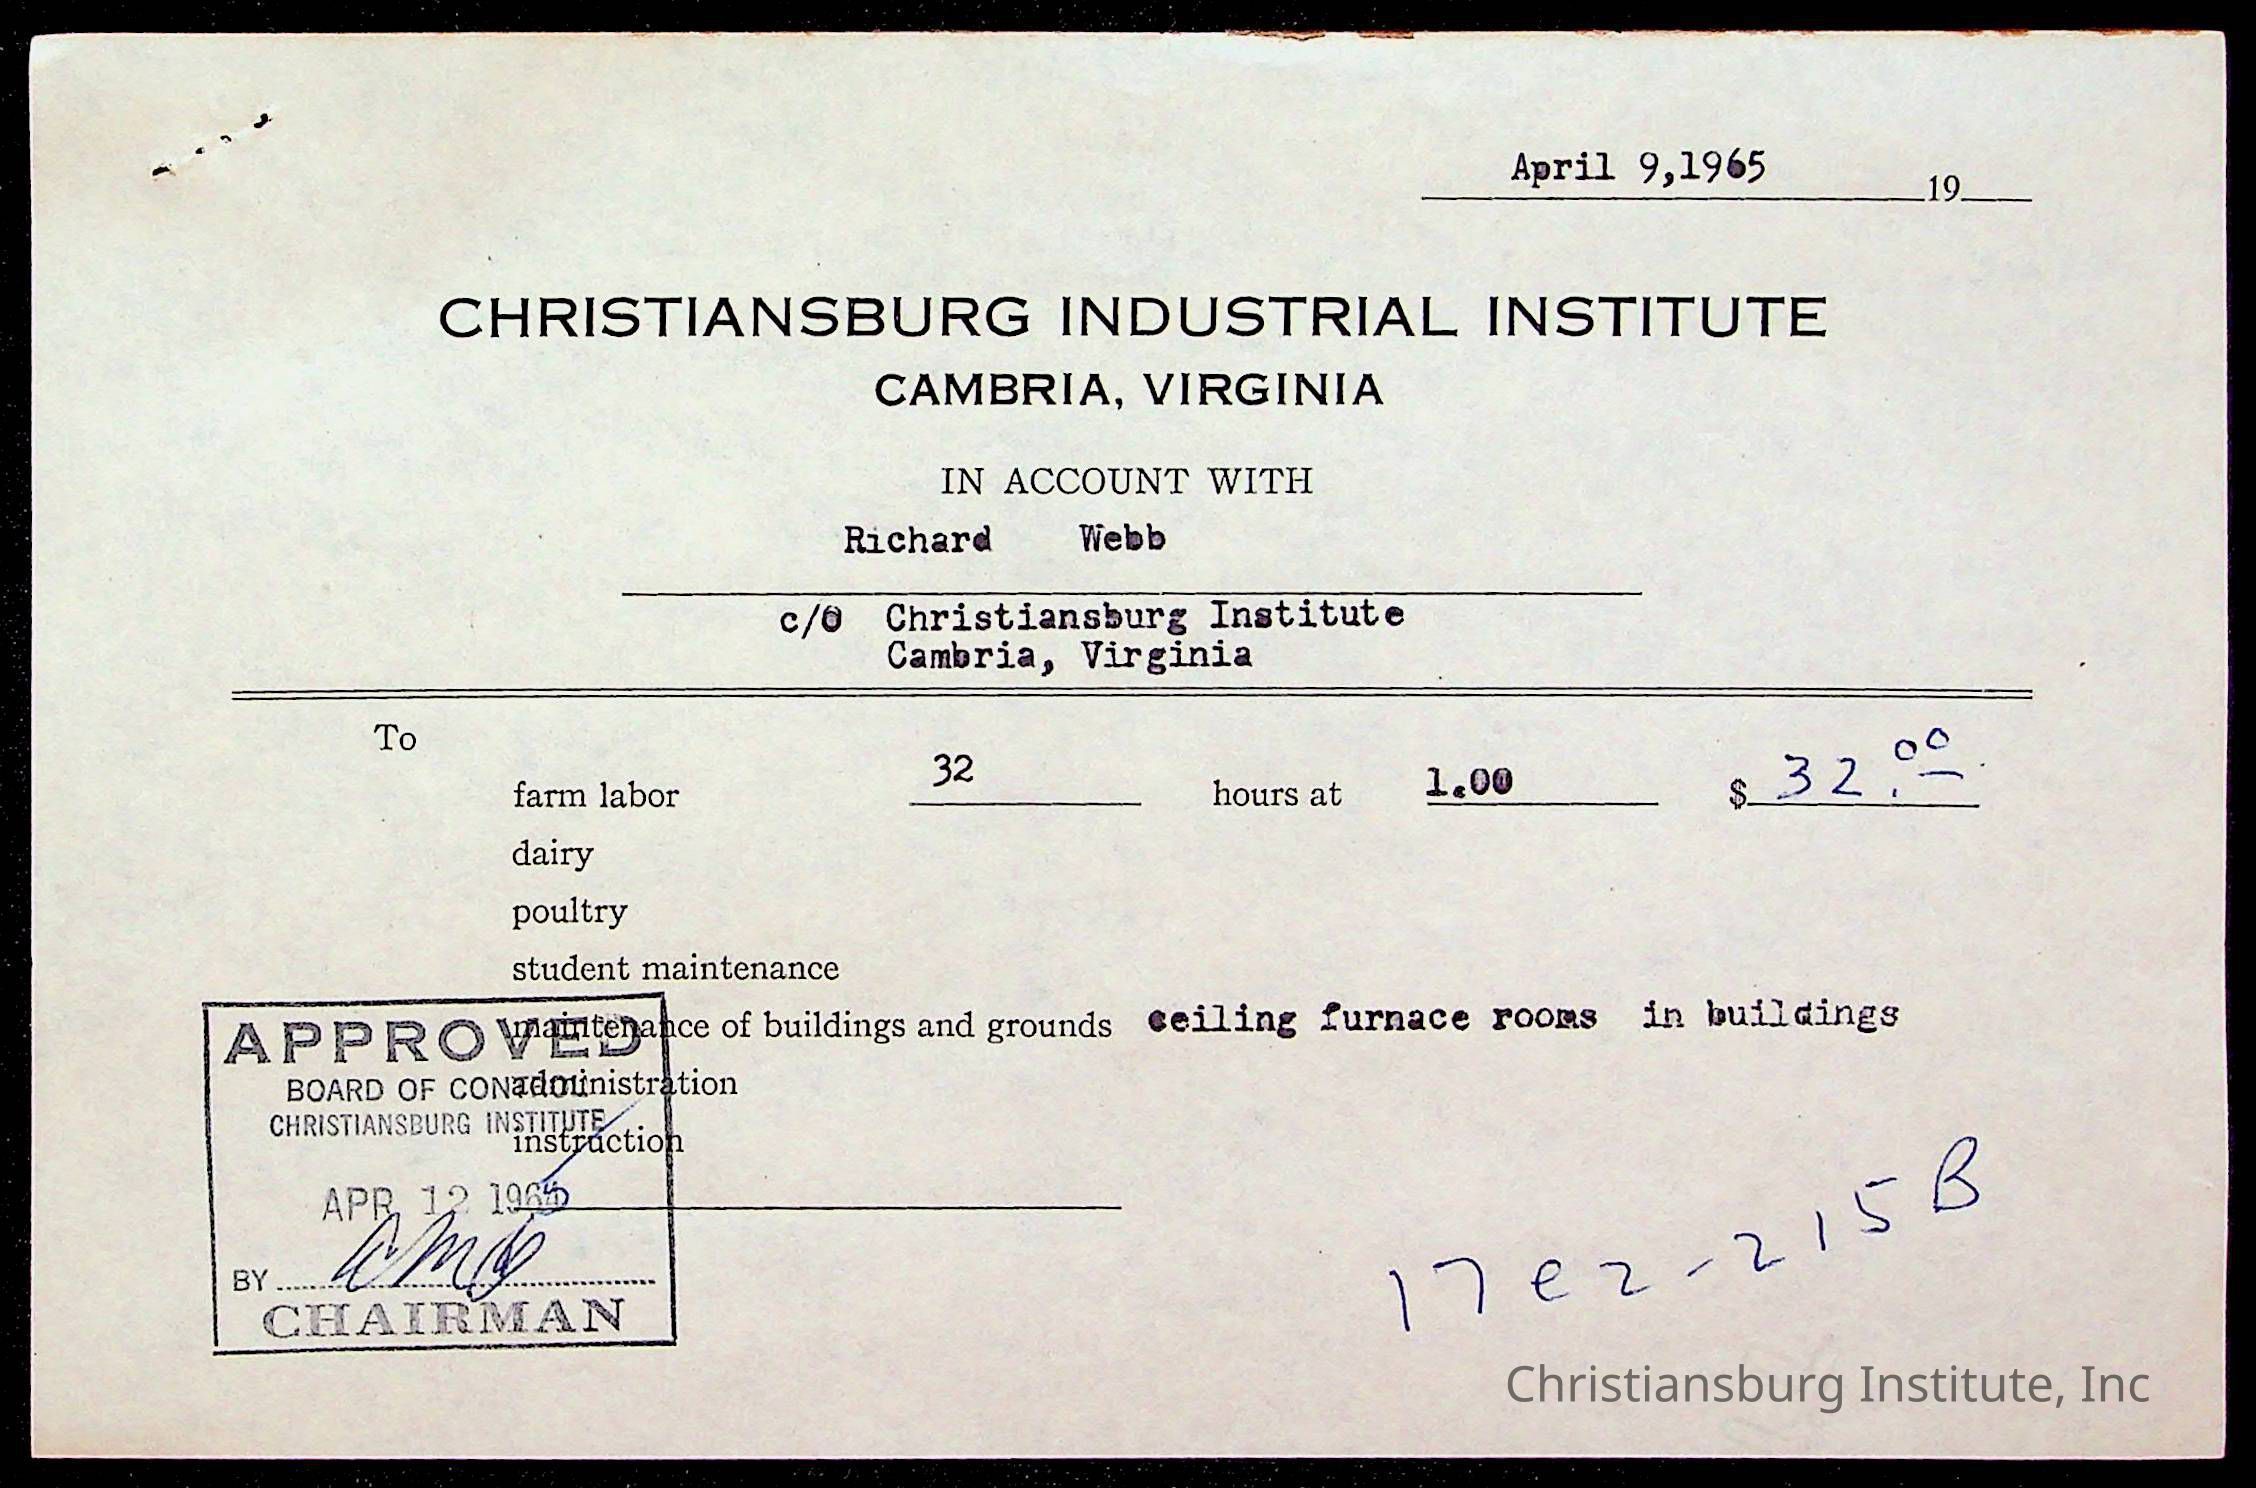 April 9,1965 19
CHRISTIANSBURG INDUSTRIAL INSTITUTE
CAMBRIA, VIRGINIA
IN ACCOUNT WITH
Richard Webb
c/O Christiansburg Institute
Cambria, Virginia
To
farm labor 32 hours at 1.00 $ 32.00
dairy
poultry
student maintenance
maintenance of buildings and grounds ceiling furnace rooms in buildings
administration
instruction
APPROVED
BOARD OF CONTROL
CHRISTIANSBURG INSTITUTE
APR 12 1965
BY
CHAIRMAN
17e2-215B
Christiansburg Institute, Inc